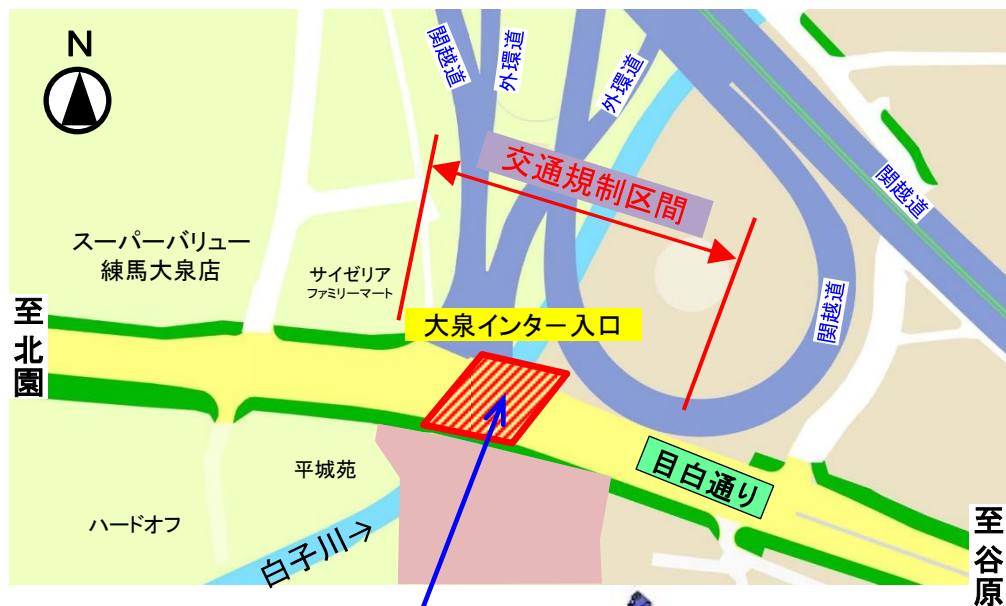 N
関越道
外環道
外環道
交通規制区間
関越道
スーパーバリュー
練馬大泉店
サイゼリア
ファミリーマート
関越道
至北園
大泉インター入口
目白通り
平城苑
ハードオフ
白子川→
至谷原